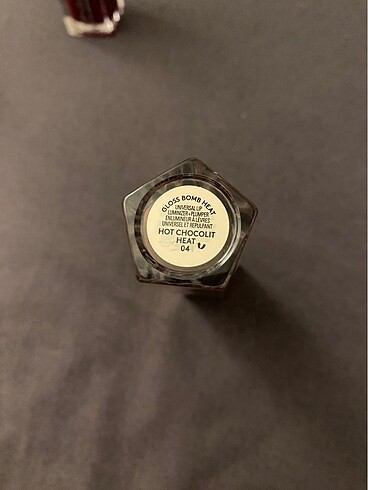 GLOSS BOMB HEAT
UNIVERSAL LIP
LUMINIZER + PLUMPER
ENLUMINEUR À LÈVRES
UNIVERSEL ET REPULPANT
HOT CHOCOLIT
HEAT
04